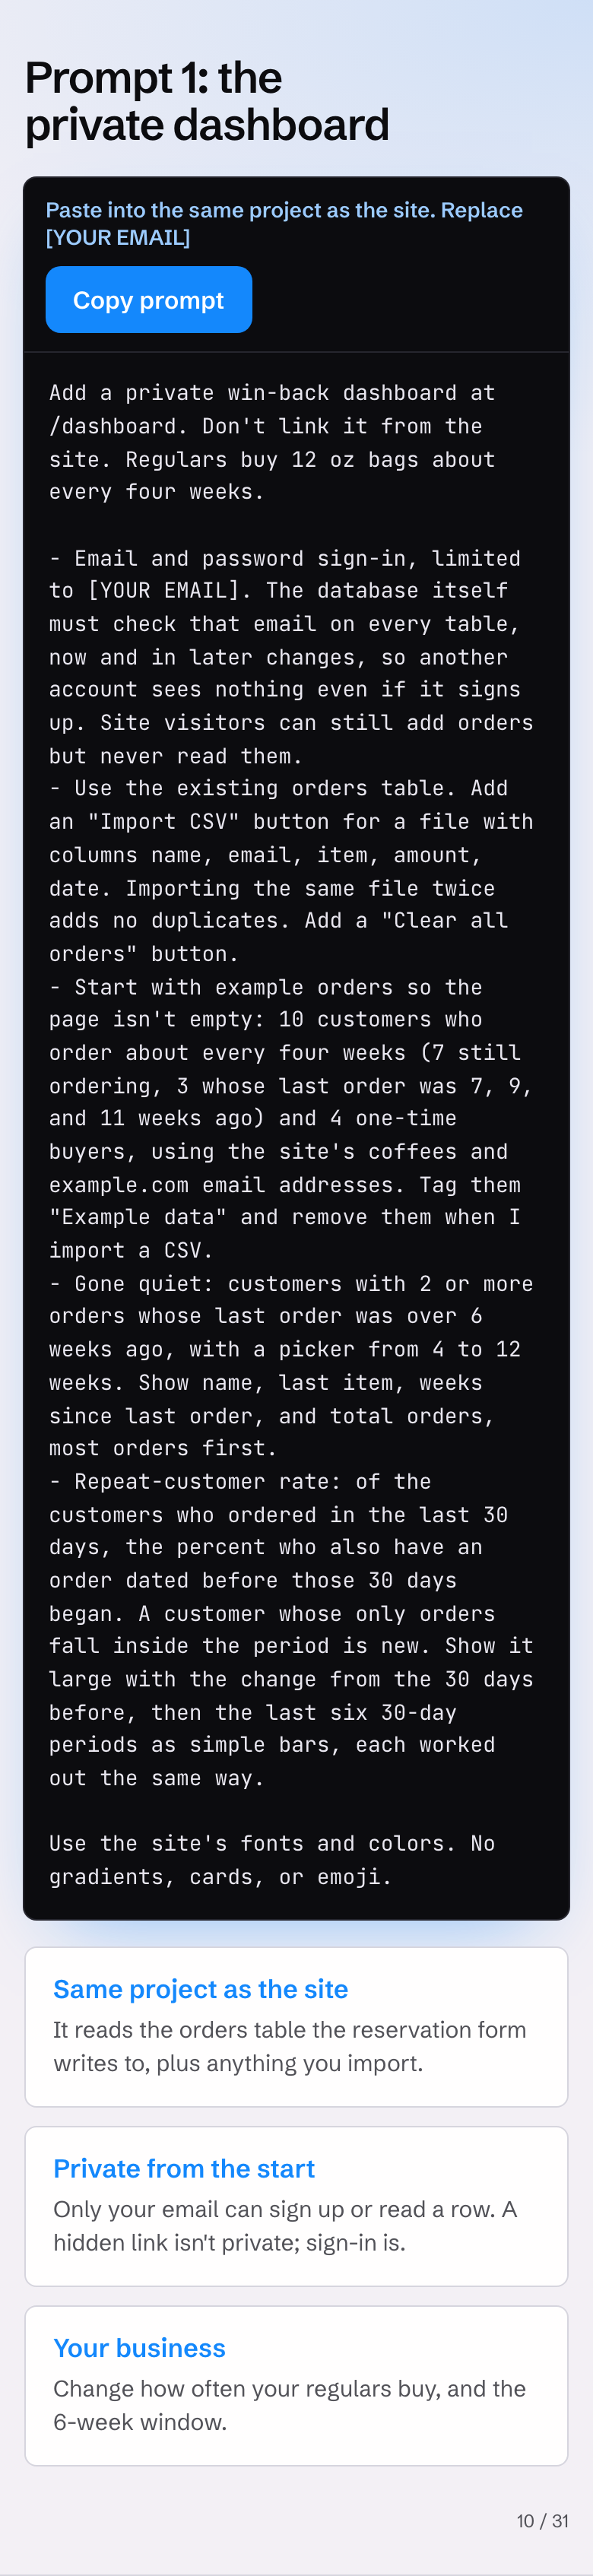 Prompt 1: the
private dashboard
Paste into the same project as the site. Replace
[YOUR EMAIL]
Copy prompt
Add a private win-back dashboard at
/dashboard. Don't link it from the
site. Regulars buy 12 oz bags about
every four weeks.
- Email and password sign-in, limited
to [YOUR EMAIL]. The database itself
must check that email on every table,
now and in later changes, so another
account sees nothing even if it signs
up. Site visitors can still add orders
but never read them.
- Use the existing orders table. Add
an "Import CSV" button for a file with
columns name, email, item, amount,
date. Importing the same file twice
adds no duplicates. Add a "Clear all
orders" button.
- Start with example orders so the
page isn't empty: 10 customers who
order about every four weeks (7 still
ordering, 3 whose last order was 7, 9,
and 11 weeks ago) and 4 one-time
buyers, using the site's coffees and
example.com email addresses. Tag them
"Example data" and remove them when I
import a CSV.
- Gone quiet: customers with 2 or more
orders whose last order was over 6
weeks ago, with a picker from 4 to 12
weeks. Show name, last item, weeks
since last order, and total orders,
most orders first.
- Repeat-customer rate: of the
customers who ordered in the last 30
days, the percent who also have an
order dated before those 30 days
began. A customer whose only orders
fall inside the period is new. Show it
large with the change from the 30 days
before, then the last six 30-day
periods as simple bars, each worked
out the same way.
Use the site's fonts and colors. No
gradients, cards, or emoji.
Same project as the site
It reads the orders table the reservation form
writes to, plus anything you import.
Private from the start
Only your email can sign up or read a row. A
hidden link isn't private; sign-in is.
Your business
Change how often your regulars buy, and the
6-week window.
10 / 31